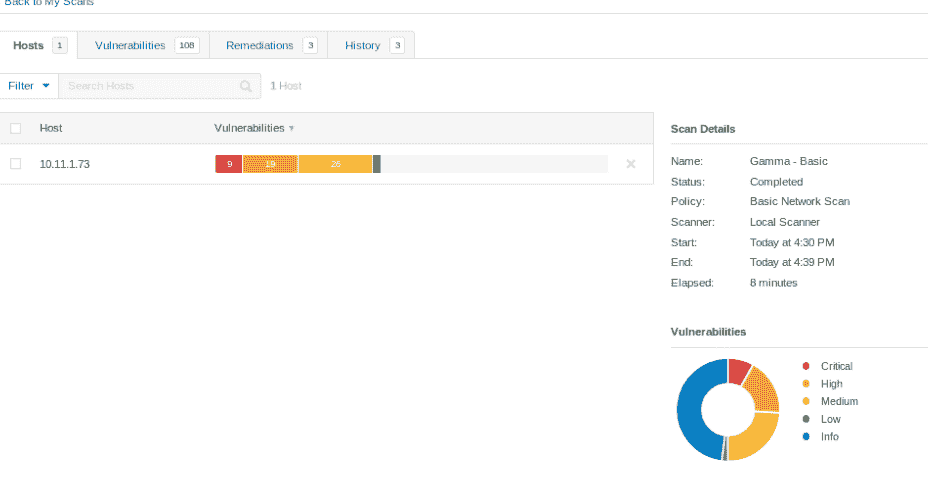 Back to My Scans
Hosts 1 Vulnerabilities 108 Remediations 3 History 3
Filter Search Hosts 1 Host
Host Vulnerabilities
10.11.1.73 9 19 26
Scan Details
Name: Gamma - Basic
Status: Completed
Policy: Basic Network Scan
Scanner: Local Scanner
Start: Today at 4:30 PM
End: Today at 4:39 PM
Elapsed: 8 minutes
Vulnerabilities
Critical
High
Medium
Low
Info